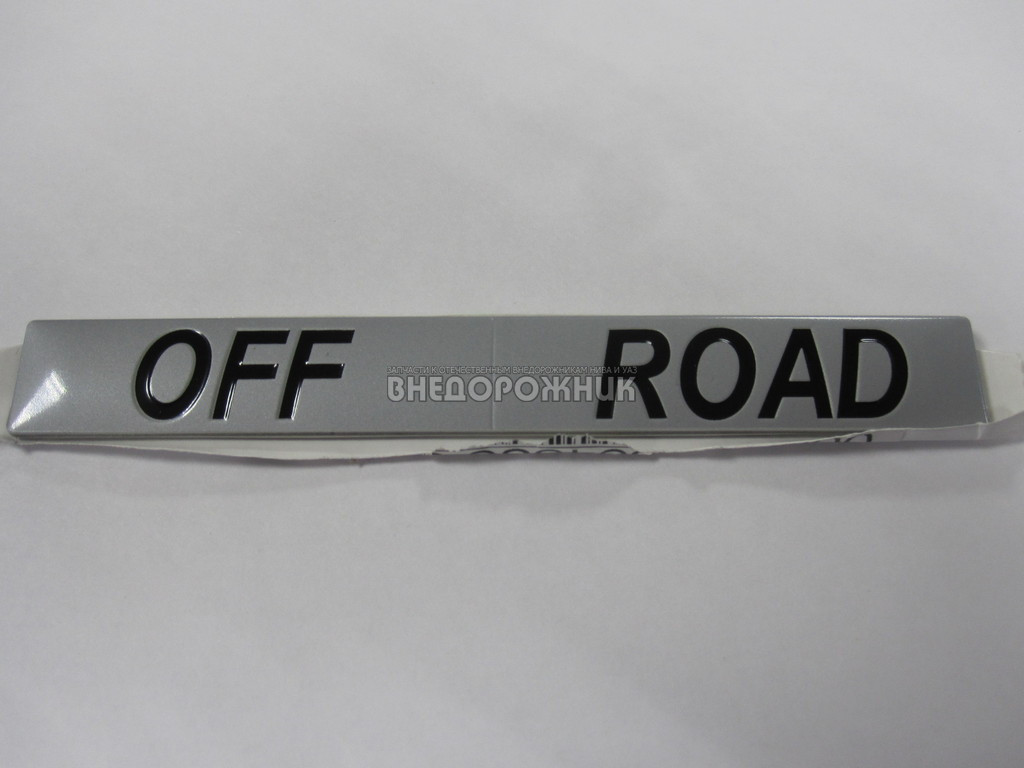 OFF ROAD
ЗАПЧАСТИ К ОТЕЧЕСТВЕННЫМ ВНЕДОРОЖНИКАМ НИВА И УАЗ
ВНЕДОРОЖНИК